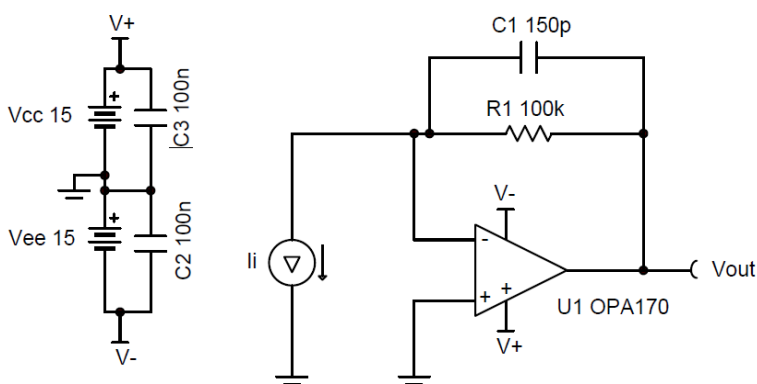 V+
Vcc 15
+
C3 100n
Vee 15
+
C2 100n
V-
C1 150p
R1 100k
Ii
V-
-
+
+
V+
U1 OPA170
Vout